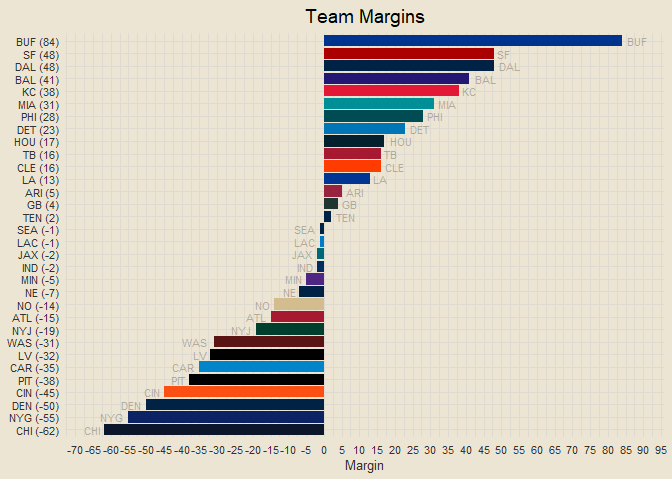 Team Margins
BUF (84) BUF
SF (48) SF
DAL (48) DAL
BAL (41) BAL
KC (38) KC
MIA (31) MIA
PHI (28) PHI
DET (23) DET
HOU (17) HOU
TB (16) TB
CLE (16) CLE
LA (13) LA
ARI (5) ARI
GB (4) GB
TEN (2) TEN
SEA (-1) SEA
LAC (-1) LAC
JAX (-2) JAX
IND (-2) IND
MIN (-5) MIN
NE (-7) NE
NO (-14) NO
ATL (-15) ATL
NYJ (-19) NYJ
WAS (-31) WAS
LV (-32) LV
CAR (-35) CAR
PIT (-38) PIT
CIN (-45) CIN
DEN (-50) DEN
NYG (-55) NYG
CHI (-62) CHI
-70 -65 -60 -55 -50 -45 -40 -35 -30 -25 -20 -15 -10 -5 0 5 10 15 20 25 30 35 40 45 50 55 60 65 70 75 80 85 90 95
Margin